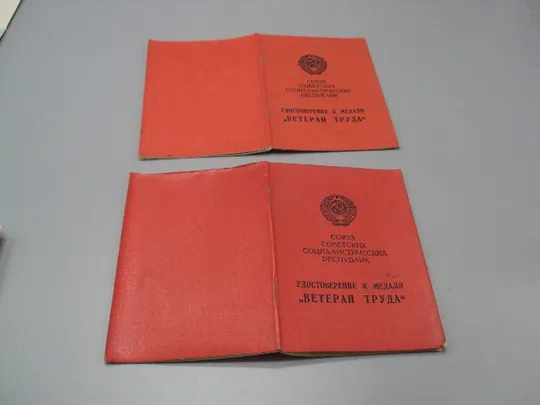 СОЮЗ
СОВЕТСКИХ
СОЦИАЛИСТИЧЕСКИХ
РЕСПУБЛИК
УДОСТОВЕРЕНИЕ К МЕДАЛИ
„ВЕТЕРАН ТРУДА“
СОЮЗ
СОВЕТСКИХ
СОЦИАЛИСТИЧЕСКИХ
РЕСПУБЛИК
УДОСТОВЕРЕНИЕ К МЕДАЛИ
„ВЕТЕРАН ТРУДА“